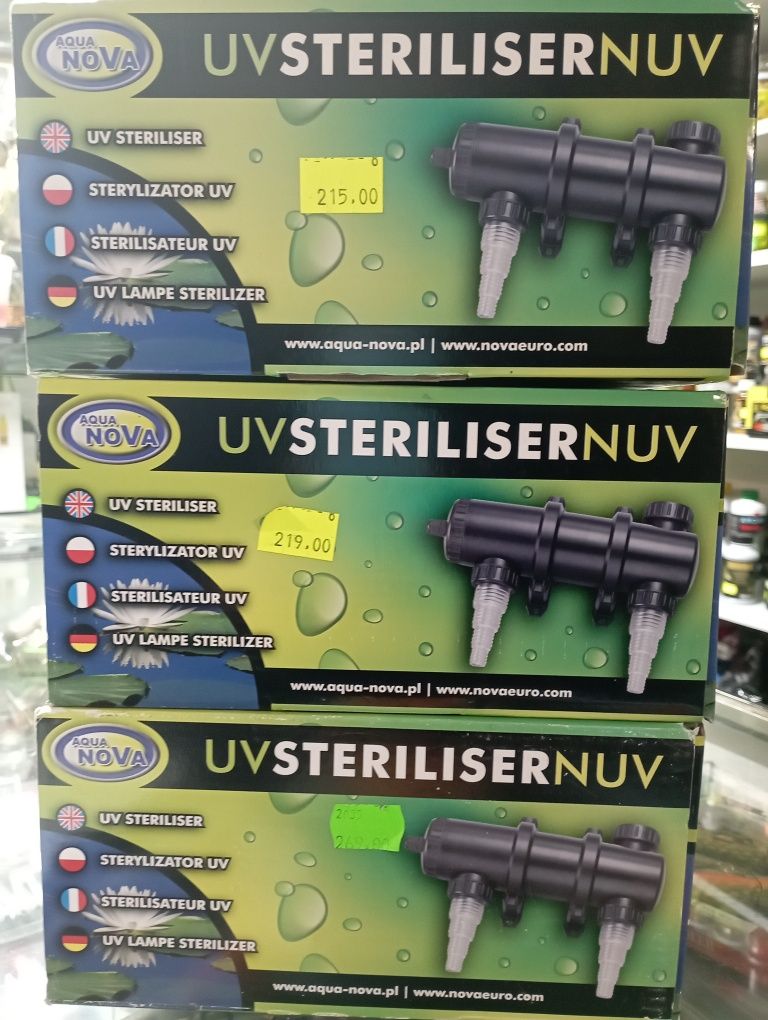 AQUA
NOVA
UVSTERILISERNUV
UV STERILISER
215,00
STERYLIZATOR UV
STERILISATEUR UV
UV LAMPE STERILIZER
www.aqua-nova.pl | www.novaeuro.com
AQUA
NOVA
UVSTERILISERNUV
UV STERILISER
219,00
STERYLIZATOR UV
STERILISATEUR UV
UV LAMPE STERILIZER
www.aqua-nova.pl | www.novaeuro.com
AQUA
NOVA
UVSTERILISERNUV
UV STERILISER
STERYLIZATOR UV
STERILISATEUR UV
UV LAMPE STERILIZER
www.aqua-nova.pl | www.novaeuro.com